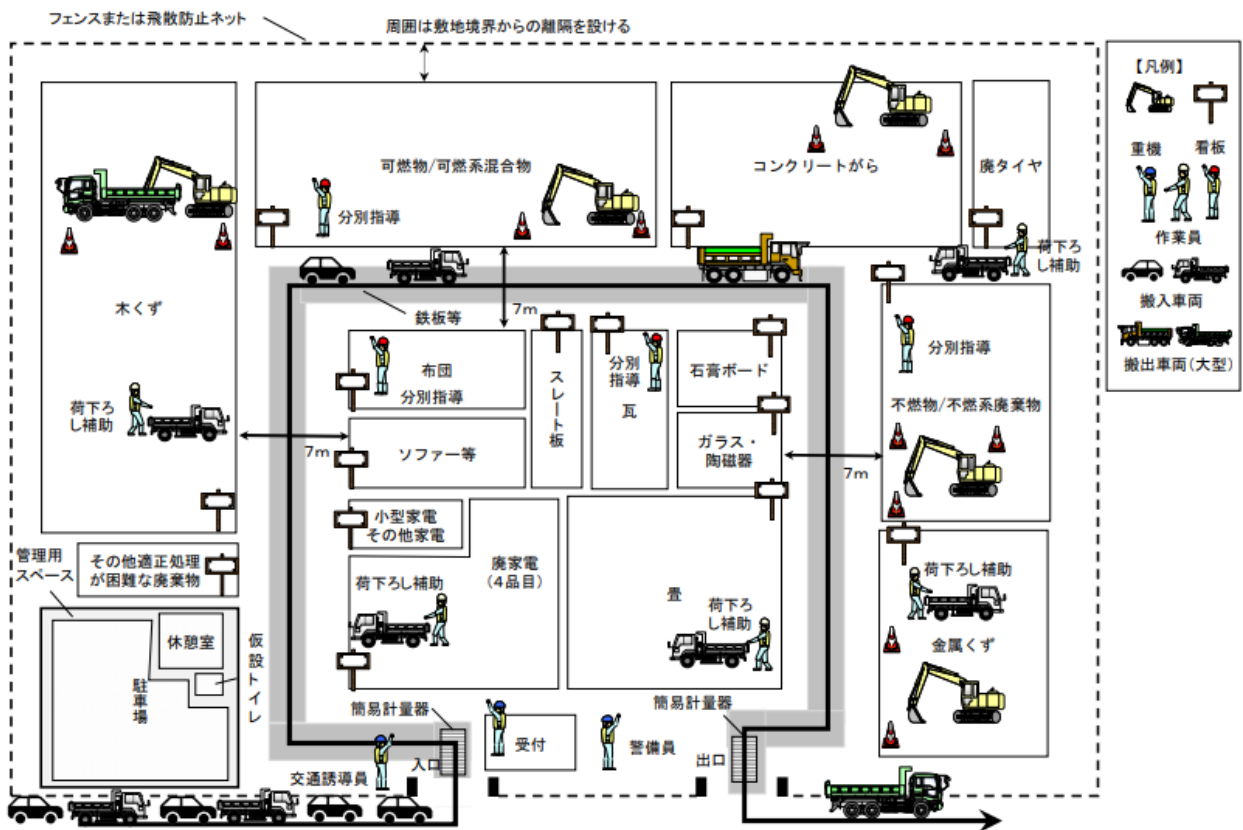 フェンスまたは飛散防止ネット
周囲は敷地境界からの離隔を設ける
【凡例】
重機
看板
作業員
搬入車両
搬出車両(大型)
可燃物/可燃系混合物
分別指導
コンクリートがら
廃タイヤ
荷下ろ
し補助
木くず
鉄板等
7m
布団
分別指導
スレート板
分別
指導
瓦
石膏ボード
分別指導
不燃物/不燃系廃棄物
荷下ろ
し補助
7m
ソファー等
ガラス・
陶磁器
7m
小型家電
その他家電
廃家電
(4品目)
管理用
スペース
その他適正処理
が困難な廃棄物
荷下ろし補助
畳
荷下ろ
し補助
荷下ろし補助
金属くず
休憩室
仮設トイレ
駐車場
簡易計量器
簡易計量器
受付
警備員
入口
出口
交通誘導員